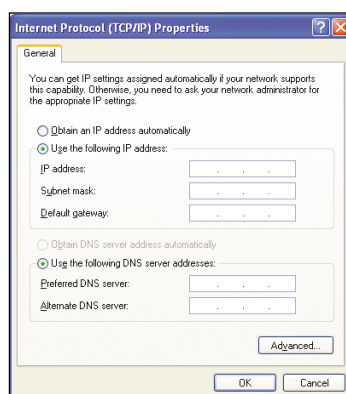 Internet Protocol (TCP/IP) Properties
General
You can get IP settings assigned automatically if your network supports
this capability. Otherwise, you need to ask your network administrator for
the appropriate IP settings.
Obtain an IP address automatically
Use the following IP address:
IP address:
Subnet mask:
Default gateway:
Obtain DNS server address automatically
Use the following DNS server addresses:
Preferred DNS server:
Alternate DNS server:
Advanced...
OK Cancel